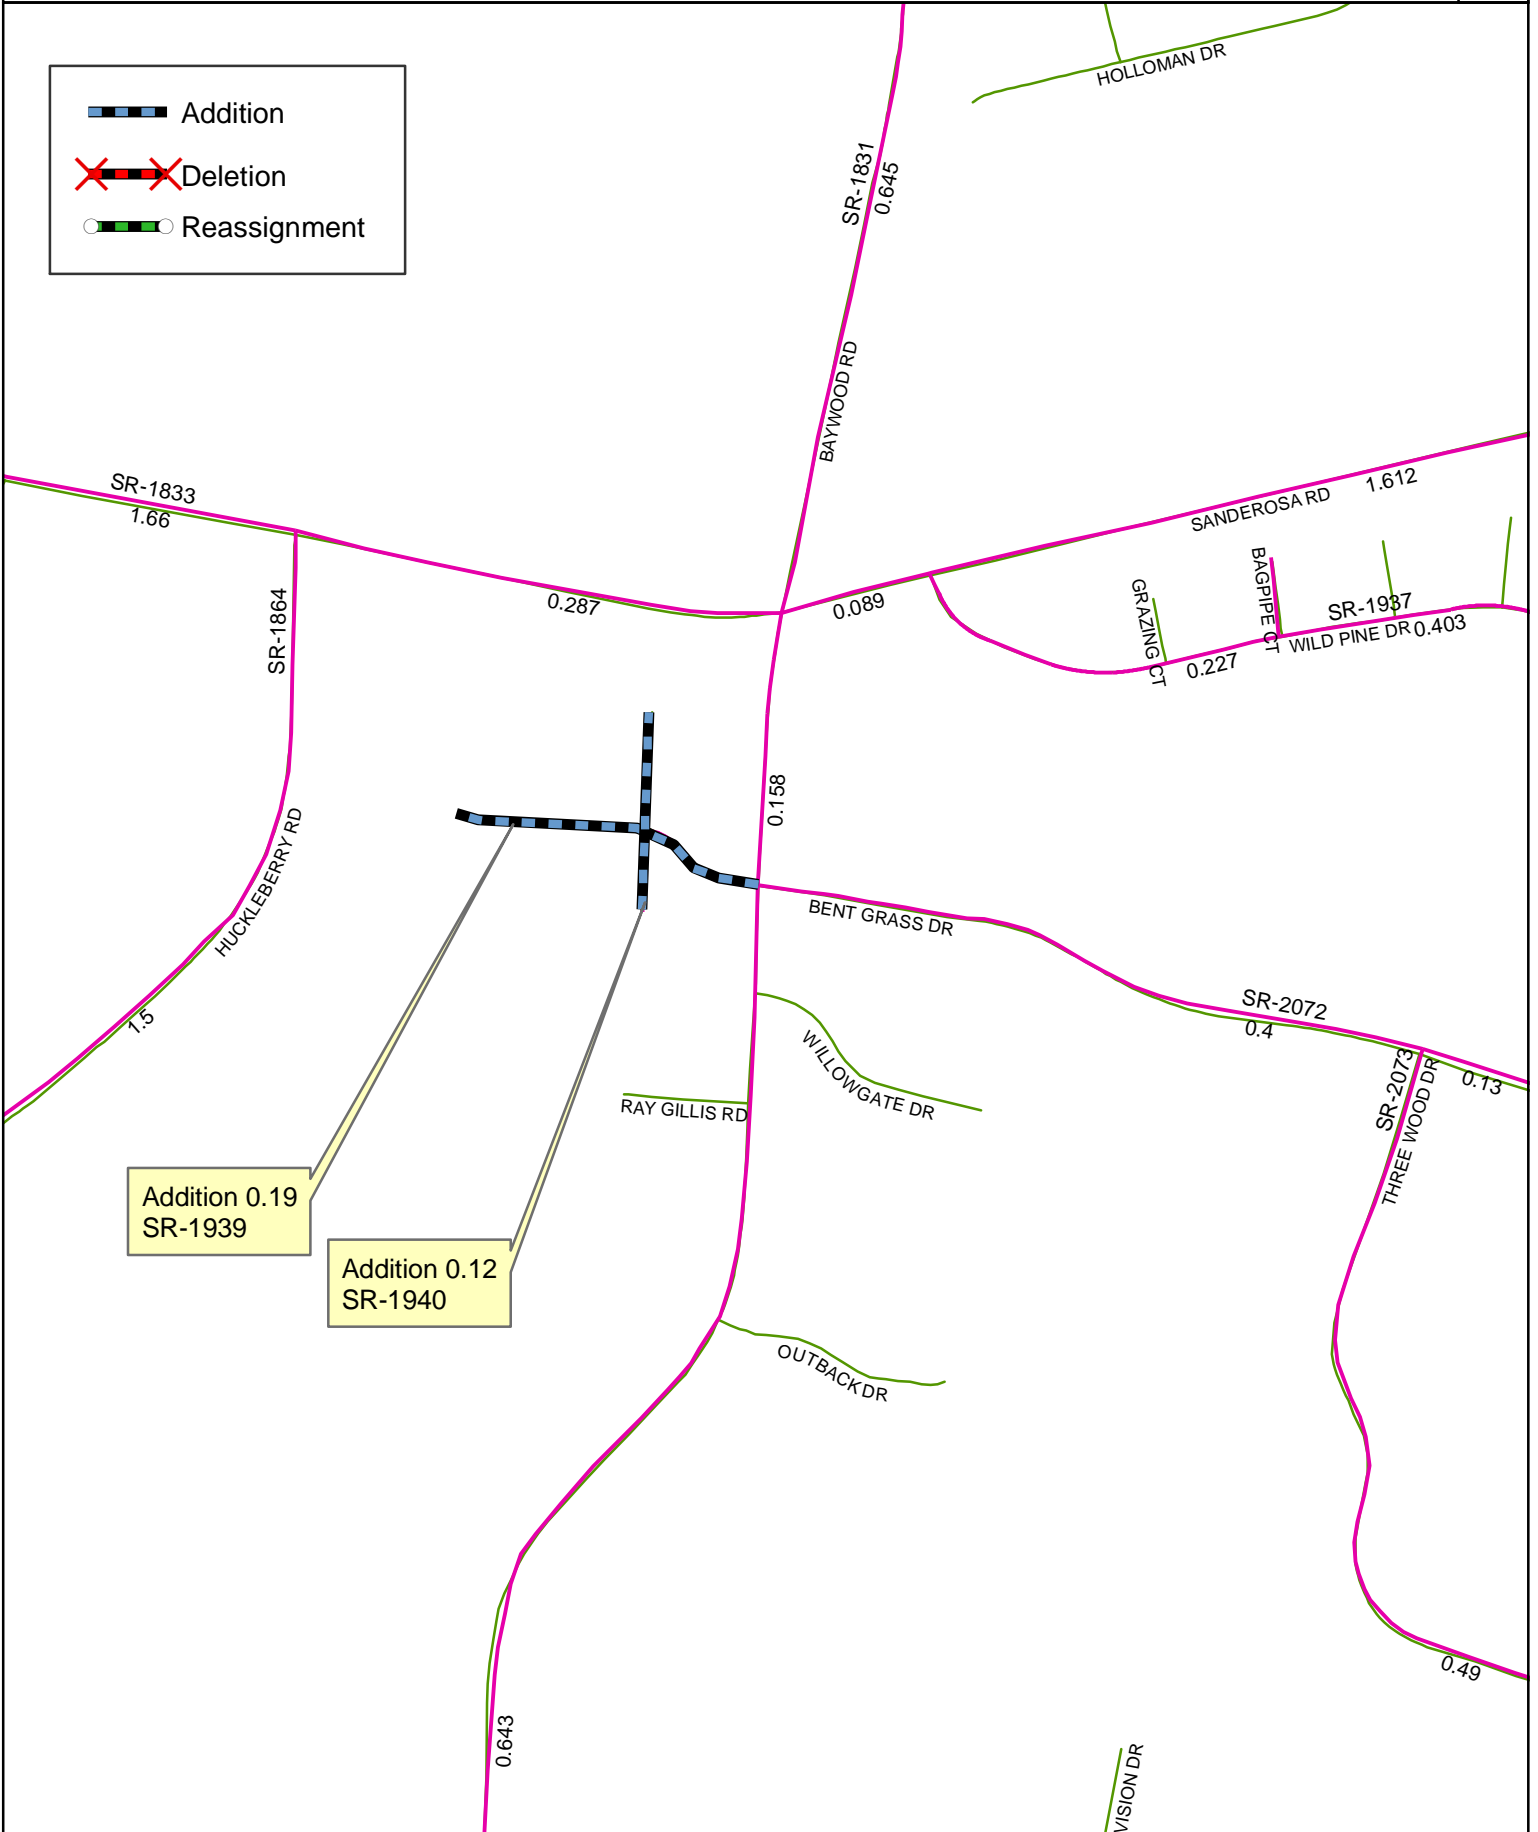 HOLLOMAN DR
Addition
Deletion
Reassignment
SR-1831
0.645
BAYWOOD RD
SR-1833
1.66
1.612
SANDEROSA RD
0.287
0.089
SR-1864
GRAZING CT
BAGPIPE CT
SR-1937
WILD PINE DR
0.403
0.227
0.158
HUCKLEBERRY RD
BENT GRASS DR
1.5
SR-2072
0.4
0.13
WILLOWGATE DR
RAY GILLIS RD
SR-2073
THREE WOOD DR
Addition 0.19
SR-1939
Addition 0.12
SR-1940
OUTBACK DR
0.49
0.643
VISION DR